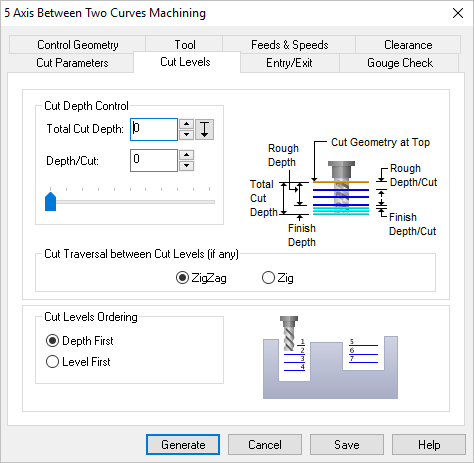 5 Axis Between Two Curves Machining
Control Geometry Tool Feeds & Speeds Clearance
Cut Parameters Cut Levels Entry/Exit Gouge Check
Cut Depth Control
Total Cut Depth: 0
Depth/Cut: 0
Cut Geometry at Top
Rough
Depth
Rough
Depth/Cut
Total
Cut
Depth
Finish
Depth
Finish
Depth/Cut
Cut Traversal between Cut Levels (if any)
ZigZag Zig
Cut Levels Ordering
Depth First
Level First
1
2
3
4
5
6
7
Generate Cancel Save Help